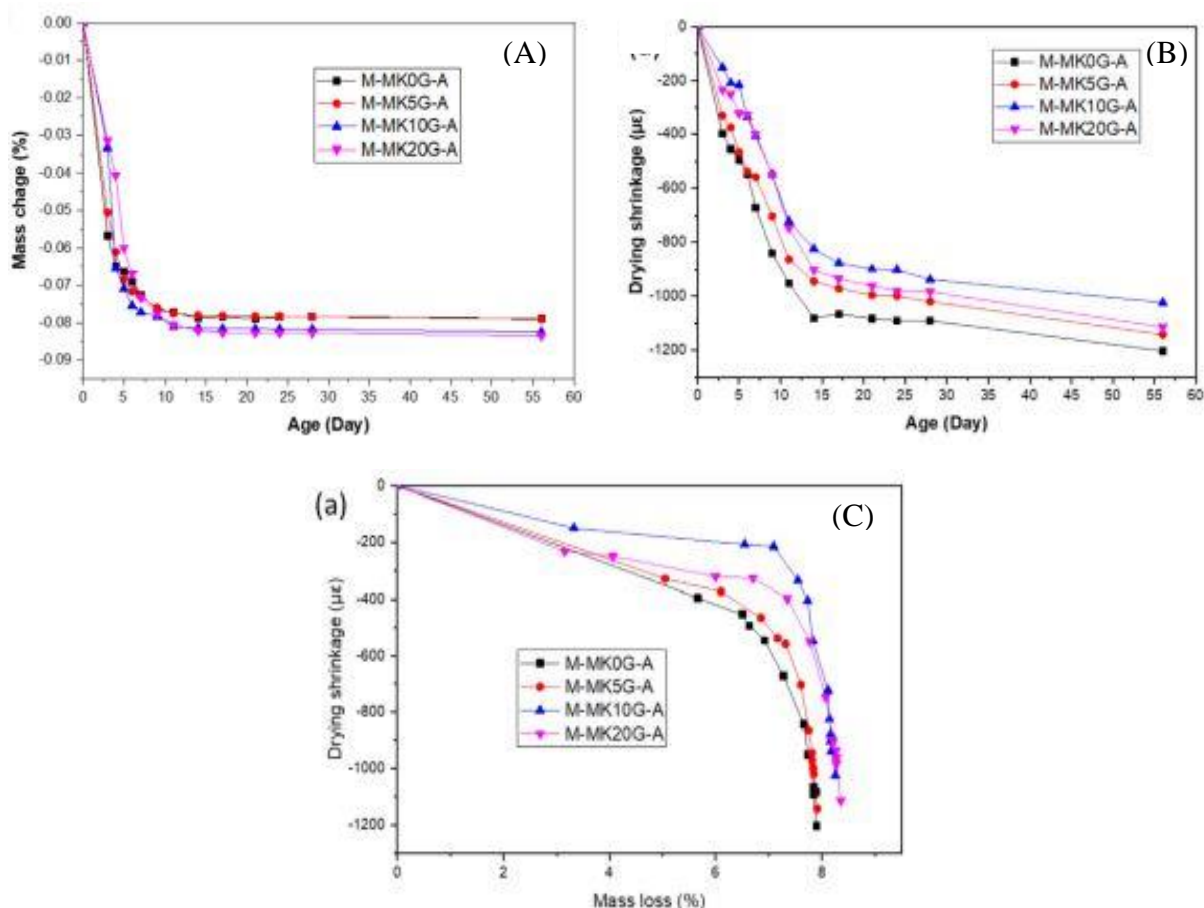 (A)
0.00
-0.01
-0.02
-0.03
-0.04
-0.05
-0.06
-0.07
-0.08
-0.09
Mass chage (%)
M-MK0G-A
M-MK5G-A
M-MK10G-A
M-MK20G-A
0 5 10 15 20 25 30 35 40 45 50 55 60
Age (Day)
(B)
0
-200
-400
-600
-800
-1000
-1200
Drying shrinkage (με)
M-MK0G-A
M-MK5G-A
M-MK10G-A
M-MK20G-A
0 5 10 15 20 25 30 35 40 45 50 55 60
Age (Day)
(a)
(C)
0
-200
-400
-600
-800
-1000
-1200
Drying shrinkage (με)
M-MK0G-A
M-MK5G-A
M-MK10G-A
M-MK20G-A
0 2 4 6 8
Mass loss (%)